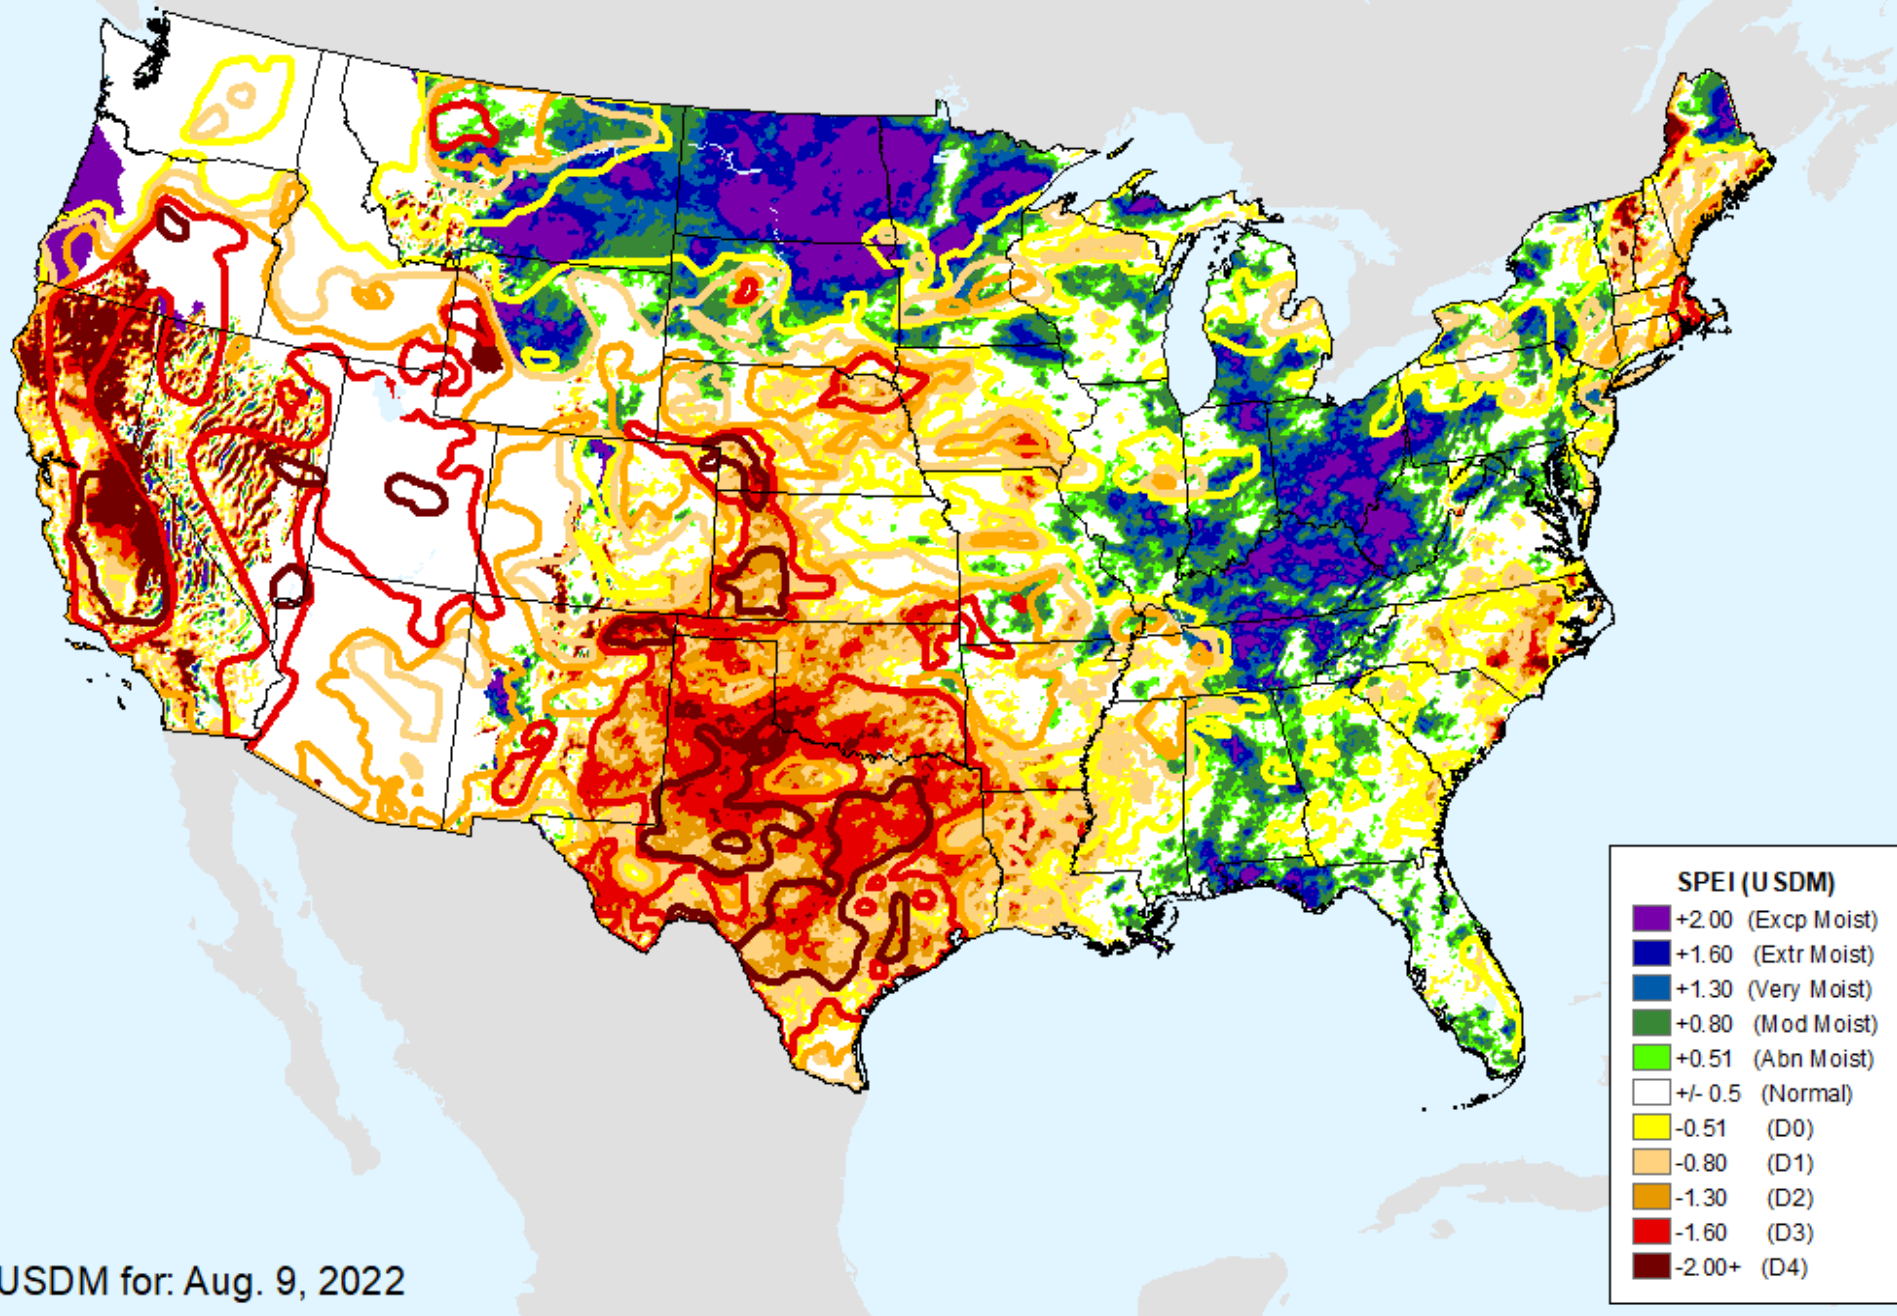 SPEI (USDM)
+2.00 (Excp Moist)
+1.60 (Extr Moist)
+1.30 (Very Moist)
+0.80 (Mod Moist)
+0.51 (Abn Moist)
+/- 0.5 (Normal)
-0.51 (D0)
-0.80 (D1)
-1.30 (D2)
-1.60 (D3)
-2.00+ (D4)
USDM for: Aug. 9, 2022